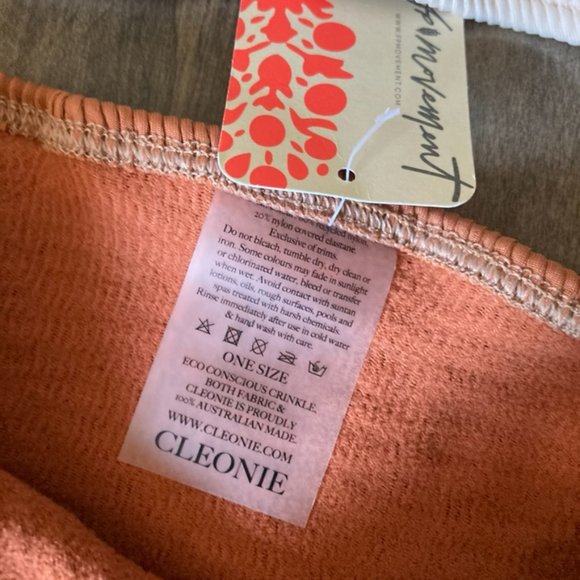 movement
WWW.FPMOVEMENT.COM
recycled nylon,
20% nylon covered elastane.
Exclusive of trims.
Do not bleach, tumble dry, dry clean or
iron. Some colours may fade in sunlight
or chlorinated water, bleed or transfer
when wet. Avoid contact with suntan
lotions, oils, rough surfaces, pools and
spas treated with harsh chemicals.
Rinse immediately after use in cold water
& hand wash with care.
ONE SIZE
ECO CONSCIOUS CRINKLE.
BOTH FABRIC &
CLEONIE IS PROUDLY
100% AUSTRALIAN MADE.
WWW.CLEONIE.COM
CLEONIE